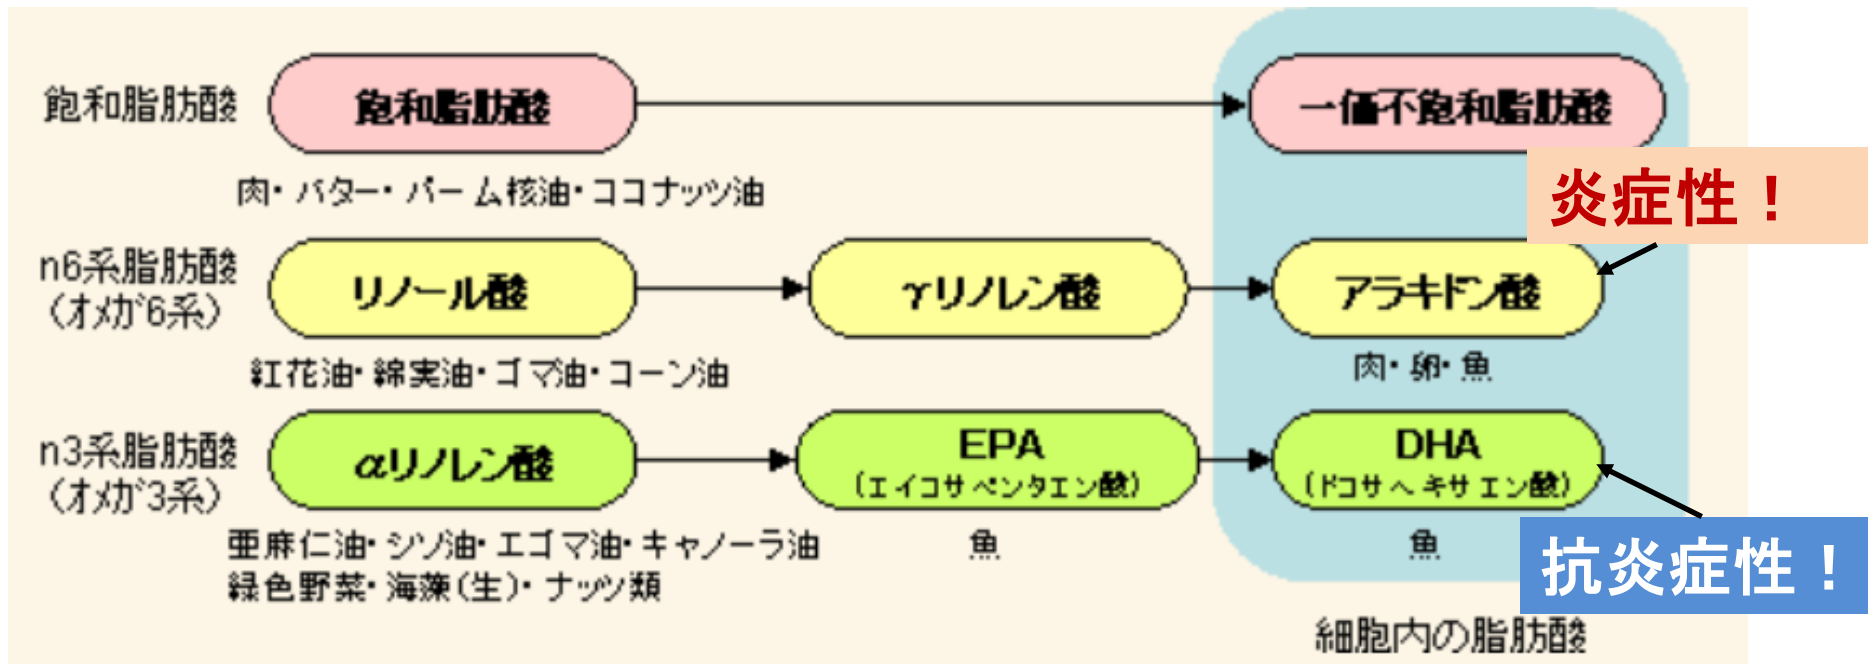 飽和脂肪酸
飽和脂肪酸
一価不飽和脂肪酸
肉・バター・パーム核油・ココナッツ油
炎症性！
n6系脂肪酸
(オメガ6系)
リノール酸
γリノレン酸
アラキドン酸
紅花油・綿実油・ゴマ油・コーン油
肉・卵・魚
n3系脂肪酸
(オメガ3系)
αリノレン酸
EPA
(エイコサペンタエン酸)
DHA
(ドコサヘキサエン酸)
亜麻仁油・シソ油・エゴマ油・キャノーラ油
緑色野菜・海藻(生)・ナッツ類
魚
魚
抗炎症性！
細胞内の脂肪酸